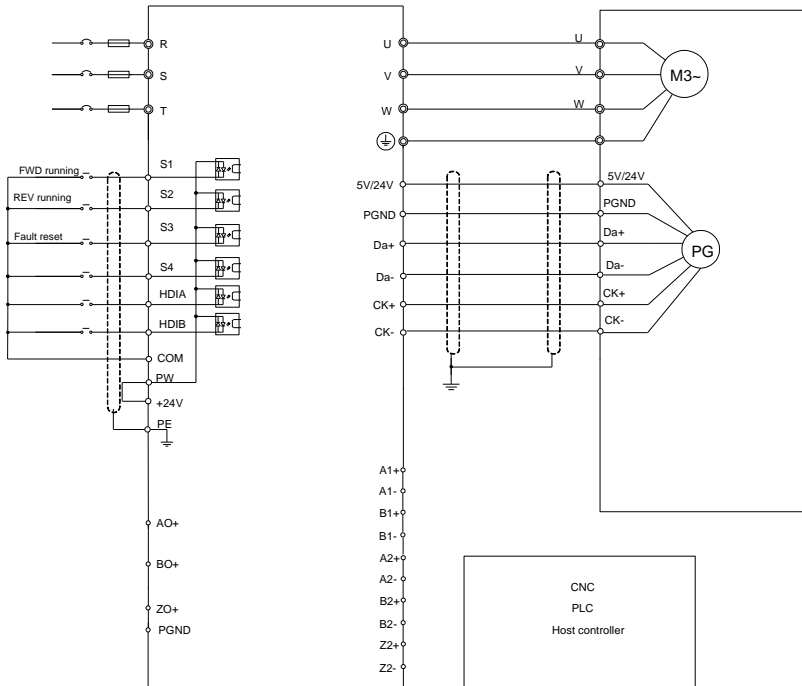 R
S
T
U
V
W
U
V
W
M3~
FWD running
REV running
Fault reset
S1
S2
S3
S4
HDIA
HDIB
COM
PW
+24V
PE
AO+
BO+
ZO+
PGND
5V/24V
PGND
Da+
Da-
CK+
CK-
5V/24V
PGND
Da+
Da-
CK+
CK-
PG
A1+
A1-
B1+
B1-
A2+
A2-
B2+
B2-
Z2+
Z2-
CNC
PLC
Host controller